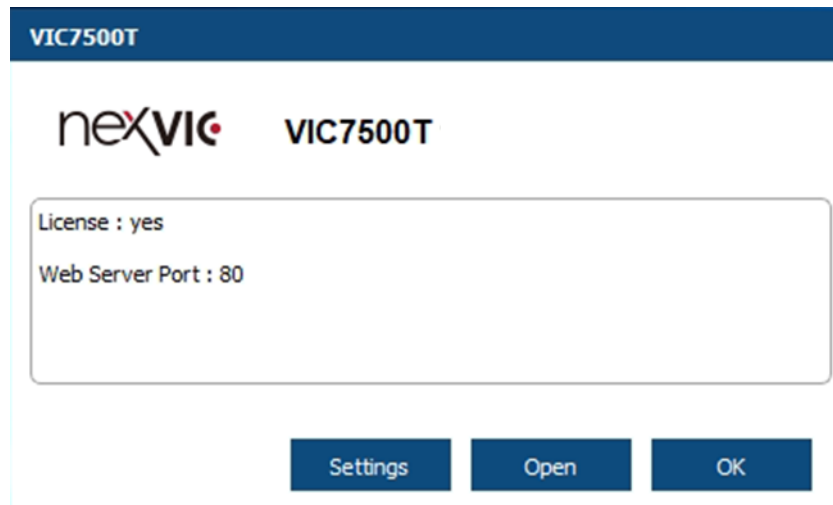 VIC7500T
nexVIC VIC7500T
License : yes
Web Server Port : 80
Settings Open OK